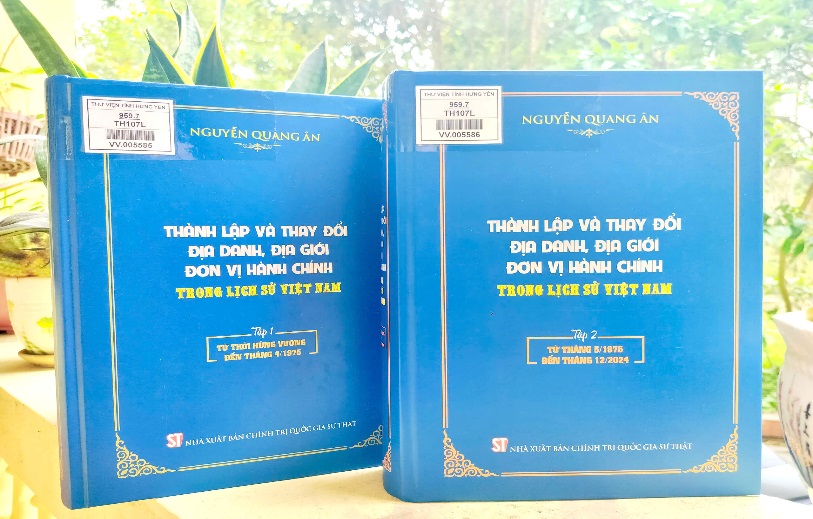 THƯ VIỆN TỈNH HƯNG YÊN
959.7
TH107L
VV.005585
NGUYỄN QUANG ÂN
THÀNH LẬP VÀ THAY ĐỔI
ĐỊA DANH, ĐỊA GIỚI
ĐƠN VỊ HÀNH CHÍNH
TRONG LỊCH SỬ VIỆT NAM
Tập 1
TỪ THỜI HÙNG VƯƠNG
ĐẾN THÁNG 4/1975
ST NHÀ XUẤT BẢN CHÍNH TRỊ QUỐC GIA SỰ THẬT
THƯ VIỆN TỈNH HƯNG YÊN
959.7
TH107L
VV.005586
NGUYỄN QUANG ÂN
THÀNH LẬP VÀ THAY ĐỔI
ĐỊA DANH, ĐỊA GIỚI
ĐƠN VỊ HÀNH CHÍNH
TRONG LỊCH SỬ VIỆT NAM
Tập 2
TỪ THÁNG 5/1975
ĐẾN THÁNG 12/2024
ST NHÀ XUẤT BẢN CHÍNH TRỊ QUỐC GIA SỰ THẬT